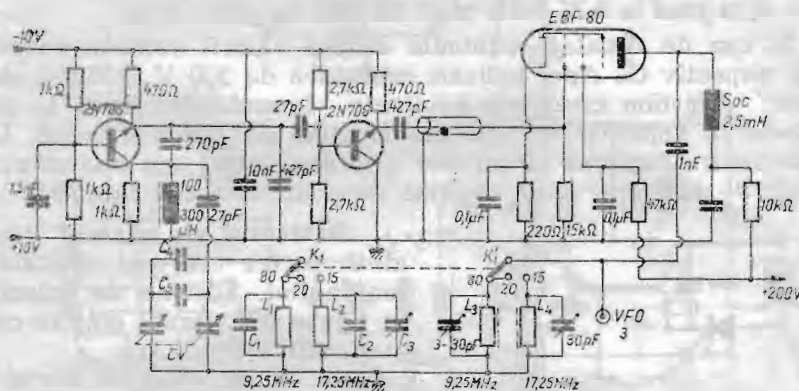 EBF-80
-10V
1kΩ
470Ω
2N706
270pF
27pF
2,7kΩ
2N706
470Ω
427pF
Soc
2,5mH
1nF
1kΩ
1kΩ
100
300
μH
27pF
10nF
427pF
2,7kΩ
0,1μF
220Ω
15kΩ
47kΩ
10kΩ
+10V
+200V
C4
C5
CV
K1
80
20
15
L1
C1
L2
C2
C3
9,25MHz
17,25MHz
K1'
80
20
15
3-30pF
L3
L4
30pF
9,25MHz
17,25MHz
VFO
3